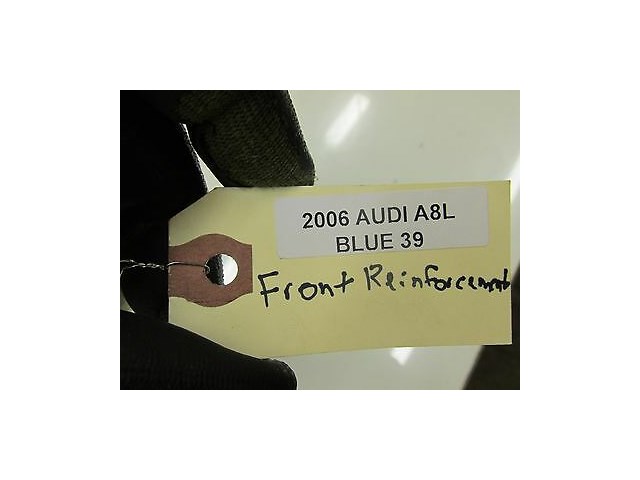 2006 AUDI A8L
BLUE 39
Front Reinforcement